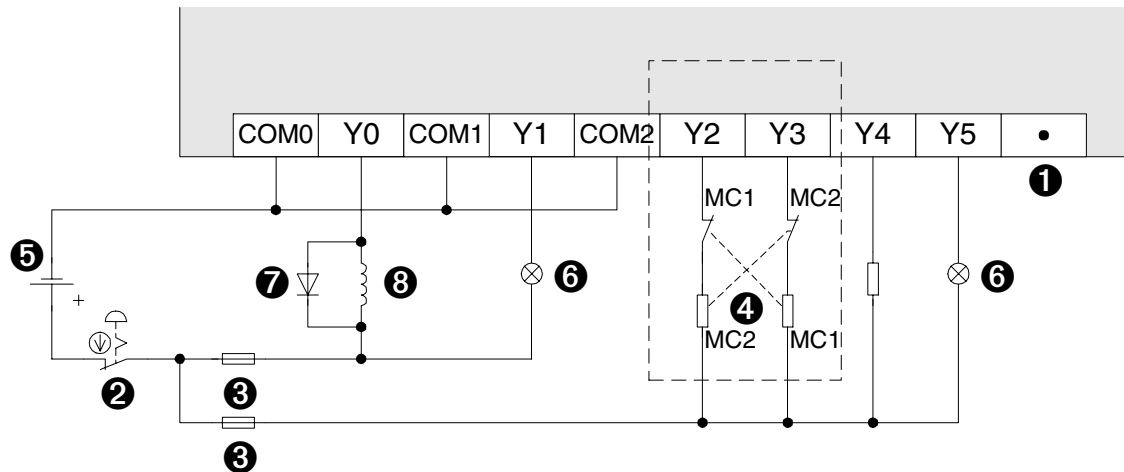 COM0 Y0 COM1 Y1 COM2 Y2 Y3 Y4 Y5 •
❶
MC1 MC2
❺ ❼ ❽ ❻ ❻
+
❹
MC2 MC1
❷ ❸
❸